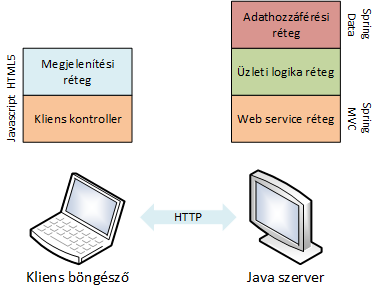 Javascript HTML5
Megjelenítési
réteg
Kliens kontroller
Adathozzáférési
réteg
Üzleti logika réteg
Web service réteg
Spring
Data
Spring
MVC
HTTP
Kliens böngésző
Java szerver